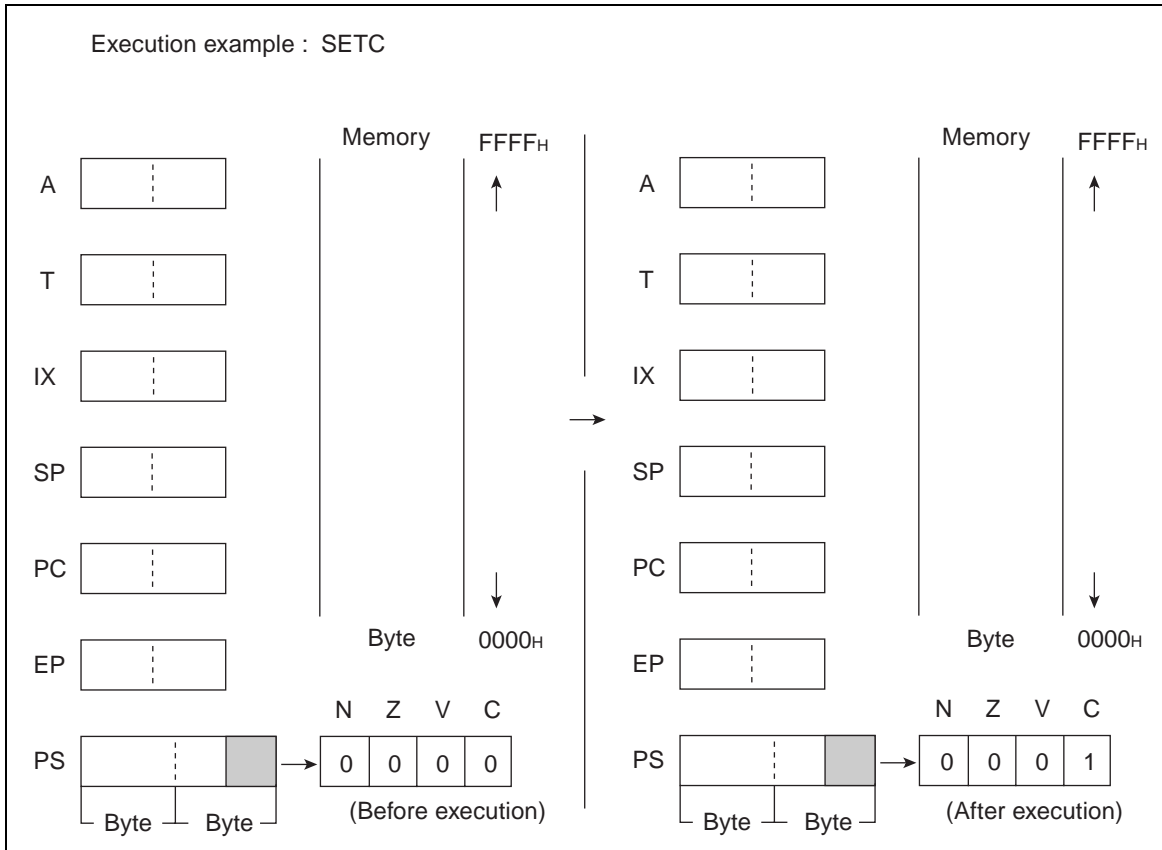 Execution example : SETC
Memory FFFFH
A
T
IX
SP
PC
EP
Byte 0000H
N Z V C
PS 0 0 0 0
Byte Byte
(Before execution)
Memory FFFFH
A
T
IX
SP
PC
EP
Byte 0000H
N Z V C
PS 0 0 0 1
Byte Byte
(After execution)